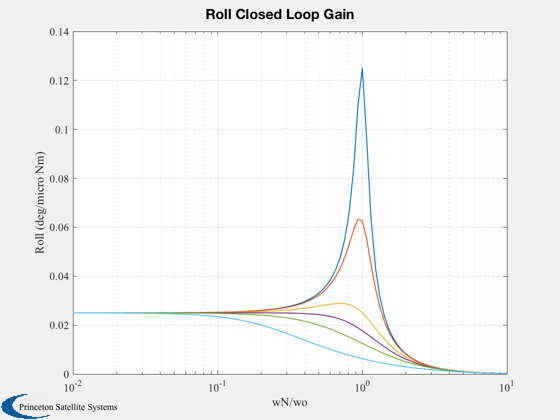 Roll Closed Loop Gain
0.14
0.12
0.1
0.08
0.06
0.04
0.02
0
Roll (deg/micro Nm)
10^-2 10^-1 10^0 10^1
wN/wo
Princeton Satellite Systems